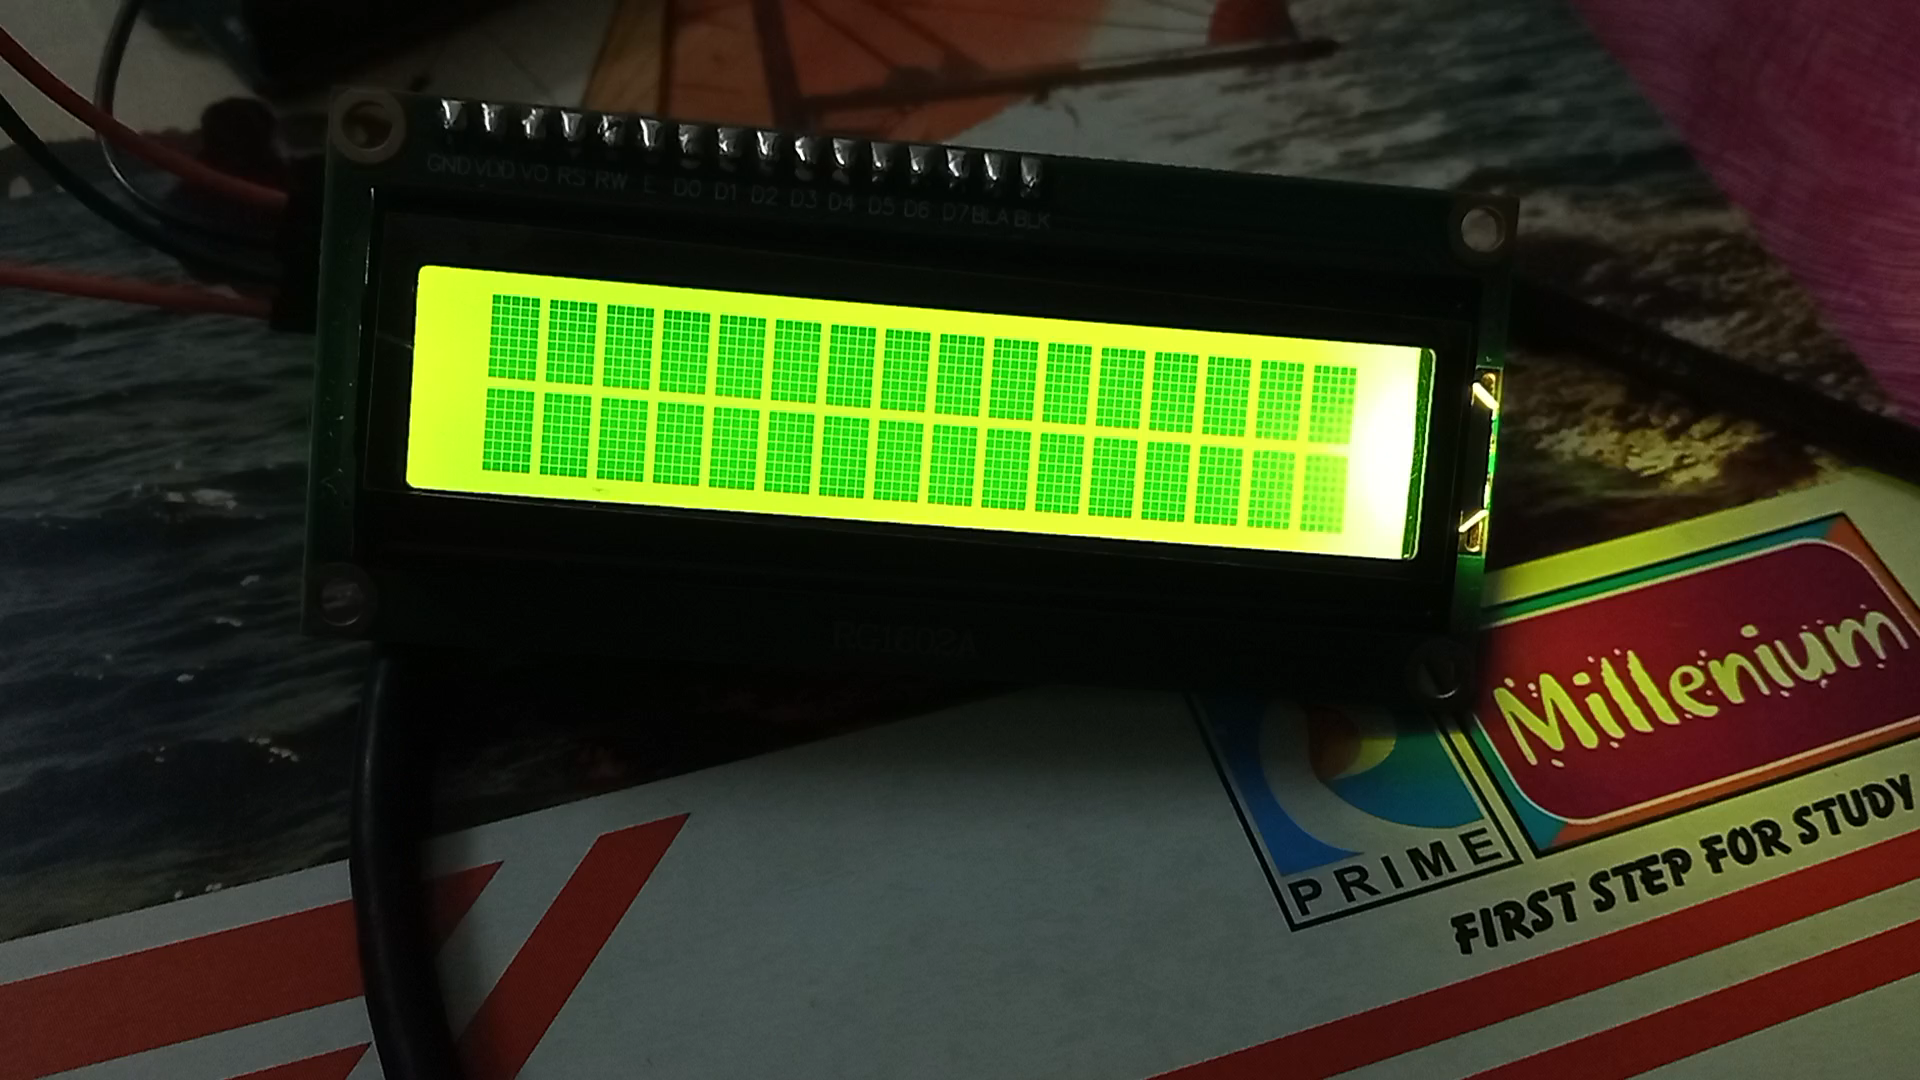 GND VDD VO RS RW E D0 D1 D2 D3 D4 D5 D6 D7 BLA BLK
RG1602A
Millenium
PRIME
FIRST STEP FOR STUDY